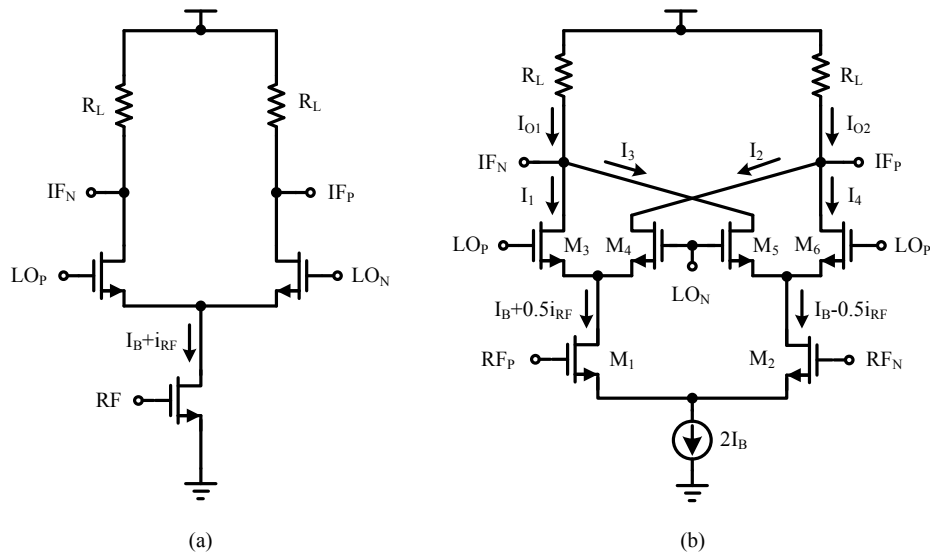 R_L
R_L
IF_N
IF_P
LO_P
LO_N
I_B+i_RF
RF
(a)
R_L
R_L
I_O1
I_O2
I_3
I_2
IF_N
IF_P
I_1
I_4
LO_P
M_3
M_4
M_5
M_6
LO_P
LO_N
I_B+0.5i_RF
I_B-0.5i_RF
RF_P
M_1
M_2
RF_N
2I_B
(b)